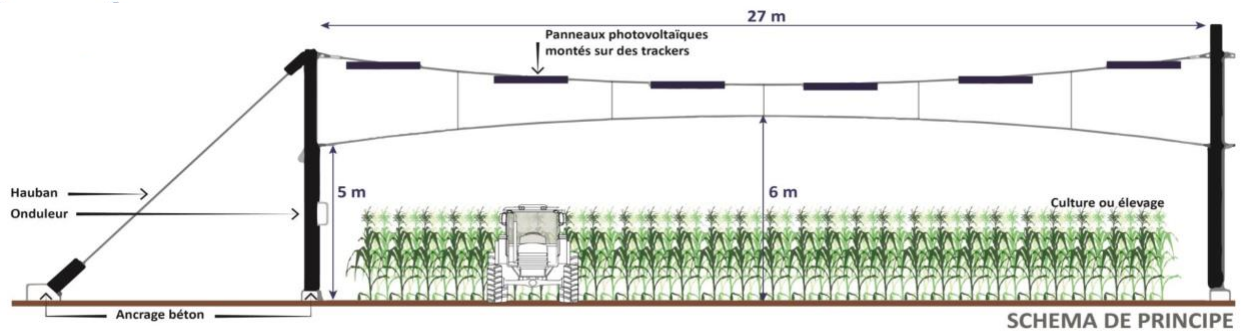 27 m
Panneaux photovoltaïques
montés sur des trackers
Hauban
Onduleur
5 m
6 m
Culture ou élevage
Ancrage béton
SCHEMA DE PRINCIPE